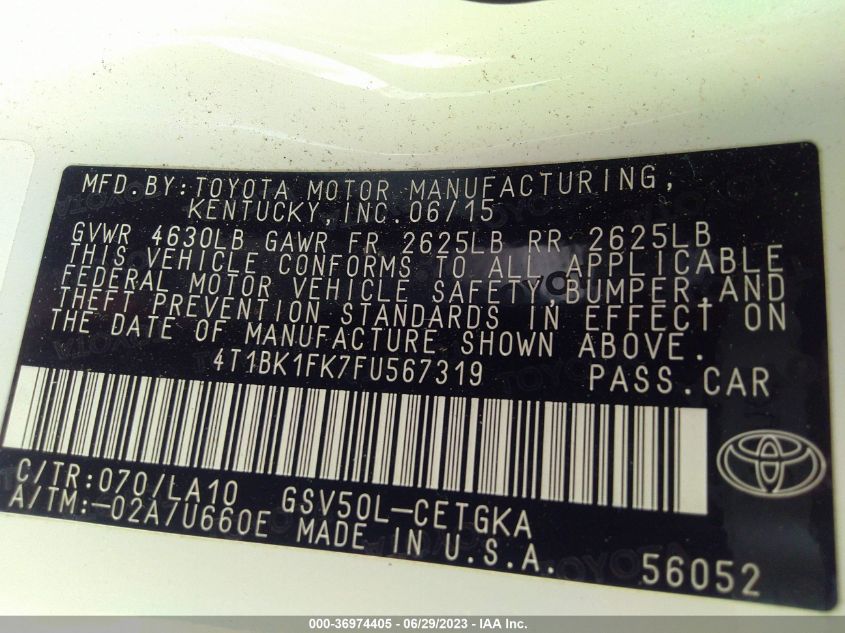 MFD.BY:TOYOTA MOTOR MANUFACTURING,
KENTUCKY,INC.06/15
GVWR 4630LB GAWR FR 2625LB RR 2625LB
THIS VEHICLE CONFORMS TO ALL APPLICABLE
FEDERAL MOTOR VEHICLE SAFETY,BUMPER,AND
THEFT PREVENTION STANDARDS IN EFFECT ON
THE DATE OF MANUFACTURE SHOWN ABOVE.
4T1BK1FK7FU567319 PASS.CAR
C/TR:070/LA10 GSV50L-CETGKA
A/TM:-02A/U660E MADE IN U.S.A.
56052
000-36974405 - 06/29/2023 - IAA Inc.